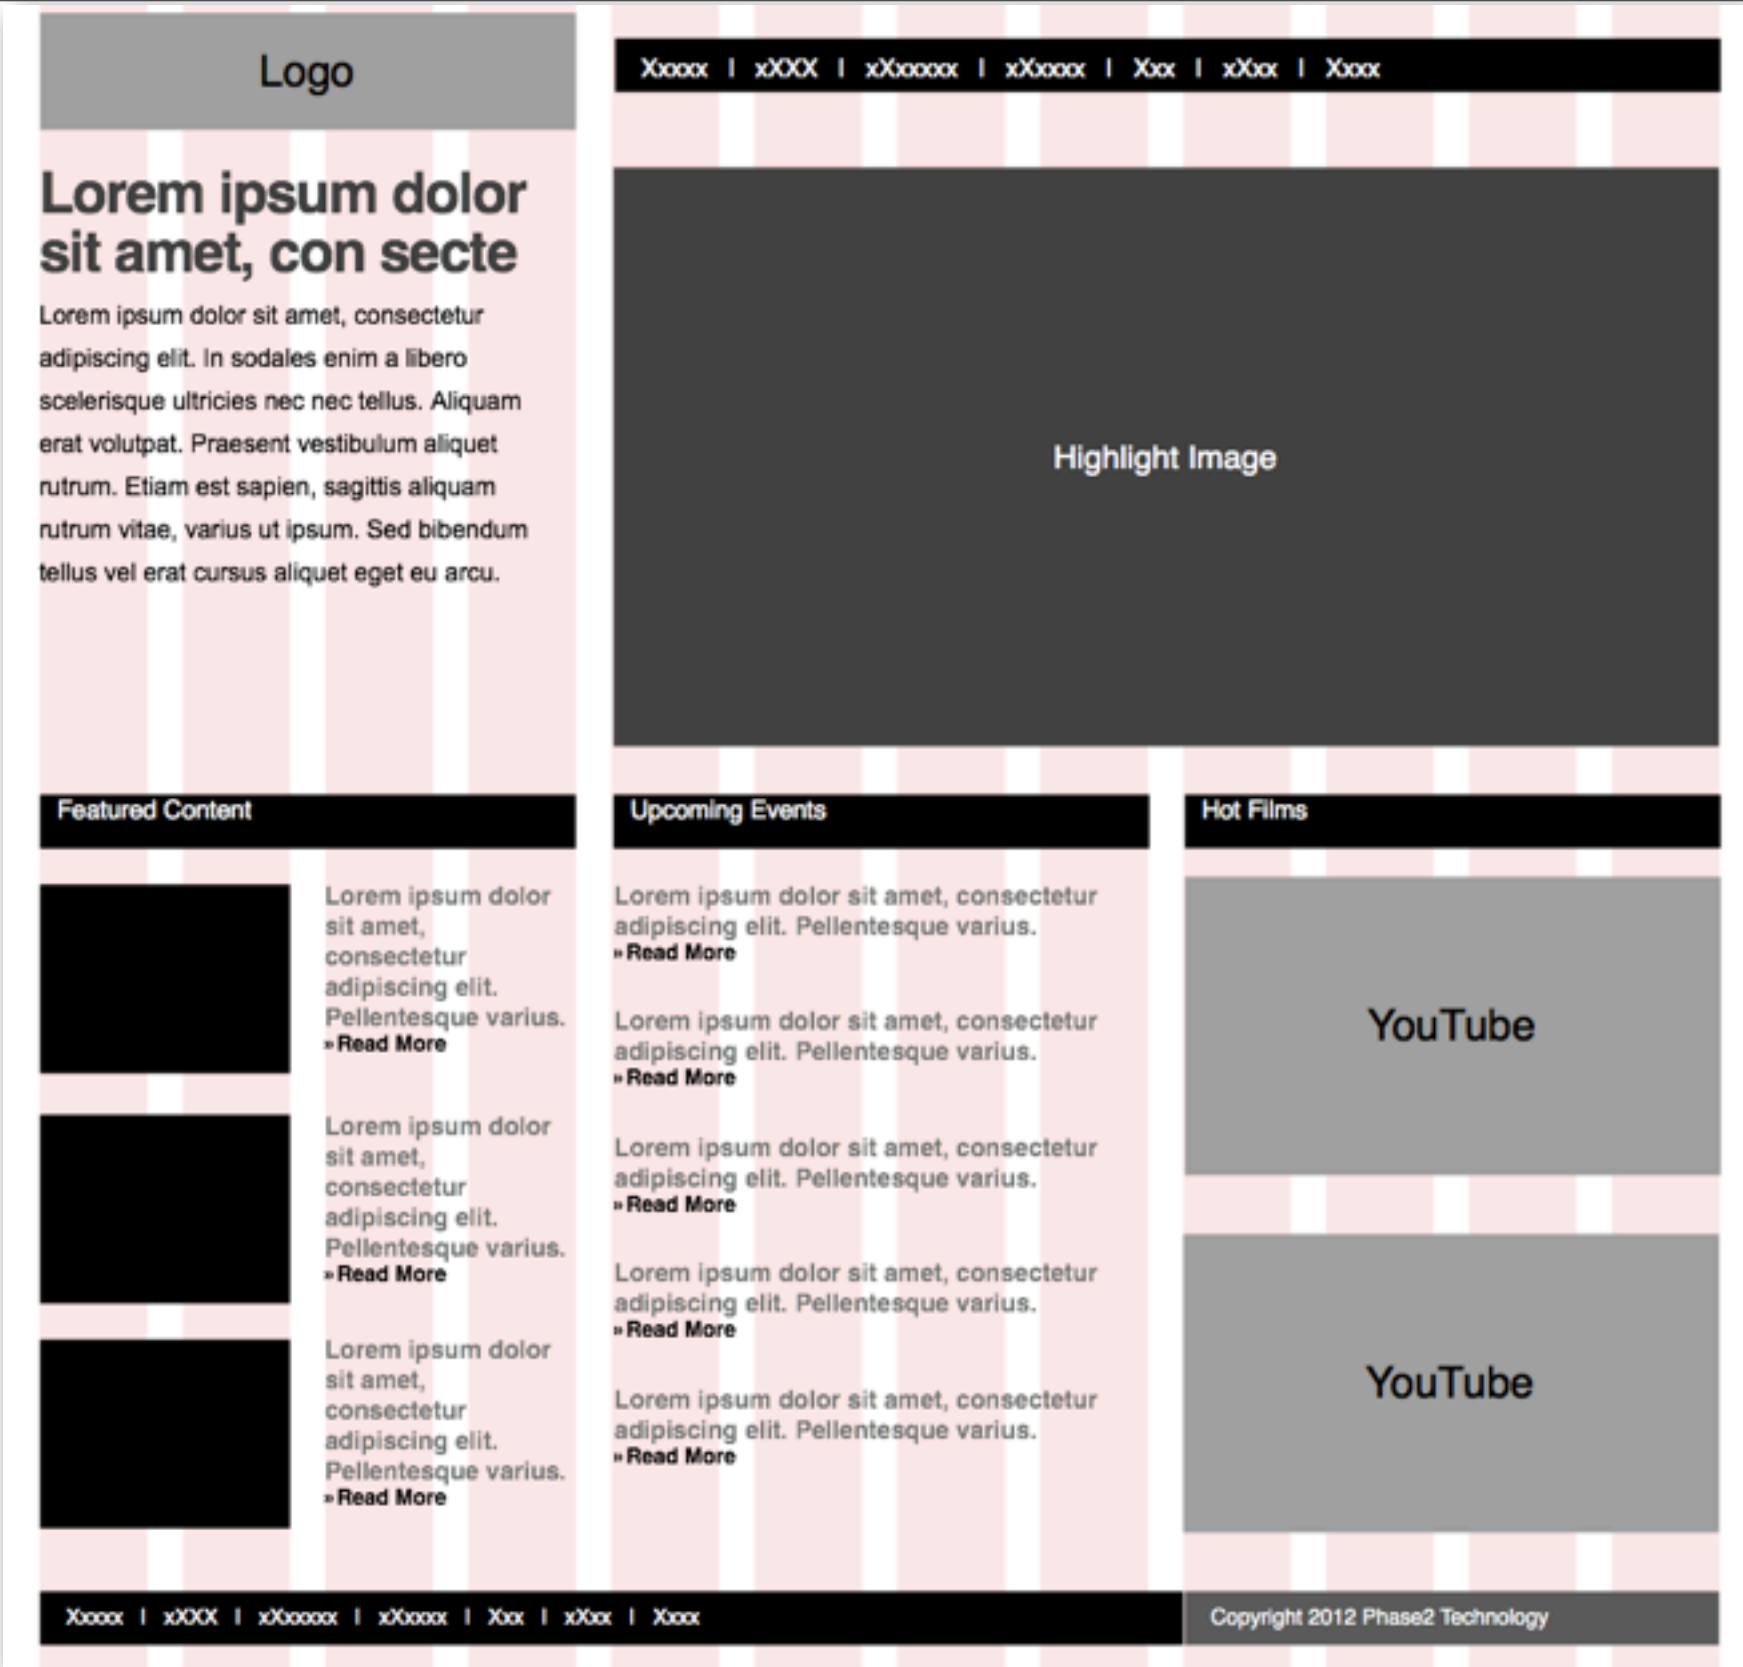 Logo
Xxxxx | xXXX | xXxxxxx | xXxxxx | Xxx | xXxx | Xxxx
Lorem ipsum dolor
sit amet, con secte
Lorem ipsum dolor sit amet, consectetur
adipiscing elit. In sodales enim a libero
scelerisque ultricies nec nec tellus. Aliquam
erat volutpat. Praesent vestibulum aliquet
rutrum. Etiam est sapien, sagittis aliquam
rutrum vitae, varius ut ipsum. Sed bibendum
tellus vel erat cursus aliquet eget eu arcu.
Highlight Image
Featured Content
Lorem ipsum dolor
sit amet,
consectetur
adipiscing elit.
Pellentesque varius.
» Read More
Lorem ipsum dolor
sit amet,
consectetur
adipiscing elit.
Pellentesque varius.
» Read More
Lorem ipsum dolor
sit amet,
consectetur
adipiscing elit.
Pellentesque varius.
» Read More
Upcoming Events
Lorem ipsum dolor sit amet, consectetur
adipiscing elit. Pellentesque varius.
» Read More
Lorem ipsum dolor sit amet, consectetur
adipiscing elit. Pellentesque varius.
» Read More
Lorem ipsum dolor sit amet, consectetur
adipiscing elit. Pellentesque varius.
» Read More
Lorem ipsum dolor sit amet, consectetur
adipiscing elit. Pellentesque varius.
» Read More
Lorem ipsum dolor sit amet, consectetur
adipiscing elit. Pellentesque varius.
» Read More
Hot Films
YouTube
YouTube
Xxxxx | xXXX | xXxxxxx | xXxxxx | Xxx | xXxx | Xxxx
Copyright 2012 Phase2 Technology